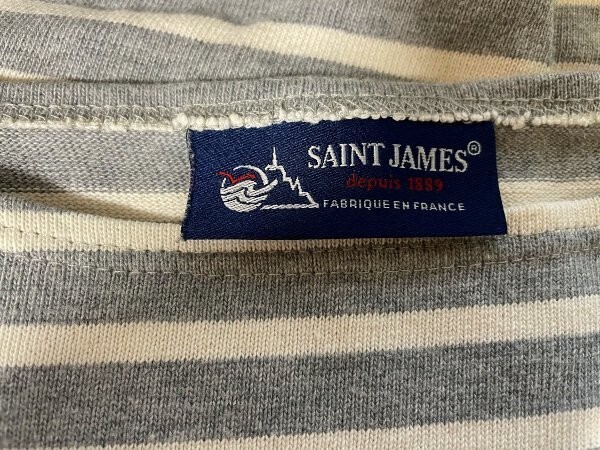 SAINT JAMES®
depuis 1889
FABRIQUE EN FRANCE